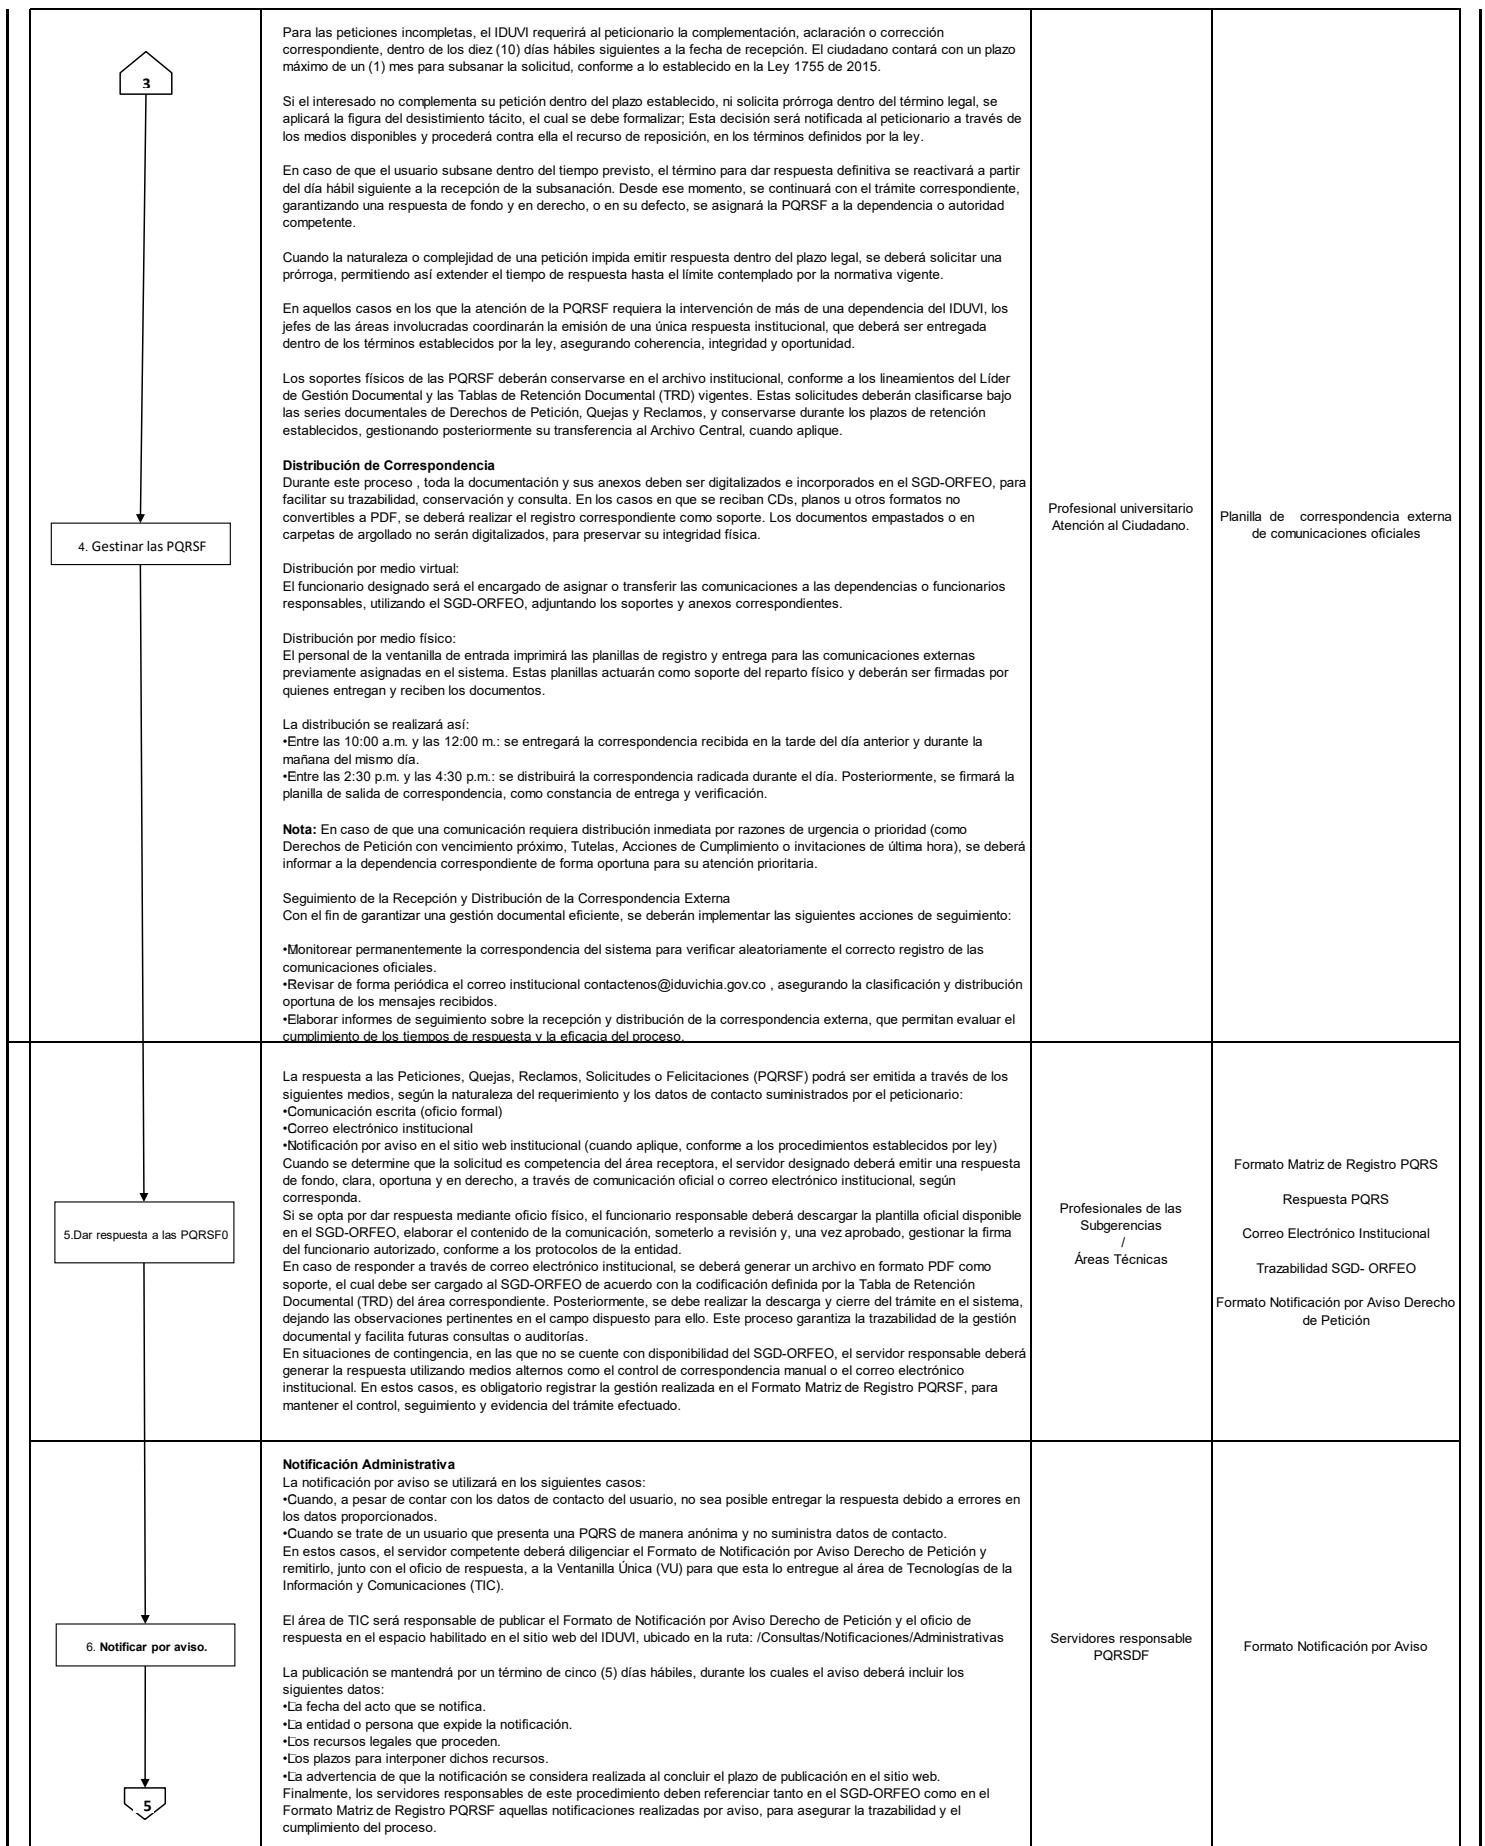 3
Para las peticiones incompletas, el IDUVI requerirá al peticionario la complementación, aclaración o corrección
correspondiente, dentro de los diez (10) días hábiles siguientes a la fecha de recepción. El ciudadano contará con un plazo
máximo de un (1) mes para subsanar la solicitud, conforme a lo establecido en la Ley 1755 de 2015.
Si el interesado no complementa su petición dentro del plazo establecido, ni solicita prórroga dentro del término legal, se
aplicará la figura del desistimiento tácito, el cual se debe formalizar; Esta decisión será notificada al peticionario a través de
los medios disponibles y procederá contra ella el recurso de reposición, en los términos definidos por la ley.
En caso de que el usuario subsane dentro del tiempo previsto, el término para dar respuesta definitiva se reactivará a partir
del día hábil siguiente a la recepción de la subsanación. Desde ese momento, se continuará con el trámite correspondiente,
garantizando una respuesta de fondo y en derecho, o en su defecto, se asignará la PQRSF a la dependencia o autoridad
competente.
Cuando la naturaleza o complejidad de una petición impida emitir respuesta dentro del plazo legal, se deberá solicitar una
prórroga, permitiendo así extender el tiempo de respuesta hasta el límite contemplado por la normativa vigente.
En aquellos casos en los que la atención de la PQRSF requiera la intervención de más de una dependencia del IDUVI, los
jefes de las áreas involucradas coordinarán la emisión de una única respuesta institucional, que deberá ser entregada
dentro de los términos establecidos por la ley, asegurando coherencia, integridad y oportunidad.
Los soportes físicos de las PQRSF deberán conservarse en el archivo institucional, conforme a los lineamientos del Líder
de Gestión Documental y las Tablas de Retención Documental (TRD) vigentes. Estas solicitudes deberán clasificarse bajo
las series documentales de Derechos de Petición, Quejas y Reclamos, y conservarse durante los plazos de retención
establecidos, gestionando posteriormente su transferencia al Archivo Central, cuando aplique.
Distribución de Correspondencia
Durante este proceso , toda la documentación y sus anexos deben ser digitalizados e incorporados en el SGD-ORFEO, para
facilitar su trazabilidad, conservación y consulta. En los casos en que se reciban CDs, planos u otros formatos no
convertibles a PDF, se deberá realizar el registro correspondiente como soporte. Los documentos empastados o en
carpetas de argollado no serán digitalizados, para preservar su integridad física.
Distribución por medio virtual:
El funcionario designado será el encargado de asignar o transferir las comunicaciones a las dependencias o funcionarios
responsables, utilizando el SGD-ORFEO, adjuntando los soportes y anexos correspondientes.
Distribución por medio físico:
El personal de la ventanilla de entrada imprimirá las planillas de registro y entrega para las comunicaciones externas
previamente asignadas en el sistema. Estas planillas actuarán como soporte del reparto físico y deberán ser firmadas por
quienes entregan y reciben los documentos.
La distribución se realizará así:
•Entre las 10:00 a.m. y las 12:00 m.: se entregará la correspondencia recibida en la tarde del día anterior y durante la
mañana del mismo día.
•Entre las 2:30 p.m. y las 4:30 p.m.: se distribuirá la correspondencia radicada durante el día. Posteriormente, se firmará la
planilla de salida de correspondencia, como constancia de entrega y verificación.
Nota: En caso de que una comunicación requiera distribución inmediata por razones de urgencia o prioridad (como
Derechos de Petición con vencimiento próximo, Tutelas, Acciones de Cumplimiento o invitaciones de última hora), se deberá
informar a la dependencia correspondiente de forma oportuna para su atención prioritaria.
Seguimiento de la Recepción y Distribución de la Correspondencia Externa
Con el fin de garantizar una gestión documental eficiente, se deberán implementar las siguientes acciones de seguimiento:
•Monitorear permanentemente la correspondencia del sistema para verificar aleatoriamente el correcto registro de las
comunicaciones oficiales.
•Revisar de forma periódica el correo institucional contactenos@iduvichia.gov.co , asegurando la clasificación y distribución
oportuna de los mensajes recibidos.
•Elaborar informes de seguimiento sobre la recepción y distribución de la correspondencia externa, que permitan evaluar el
cumplimiento de los tiempos de respuesta y la eficacia del proceso.
4. Gestinar las PQRSF
Profesional universitario
Atención al Ciudadano.
Planilla de correspondencia externa
de comunicaciones oficiales
La respuesta a las Peticiones, Quejas, Reclamos, Solicitudes o Felicitaciones (PQRSF) podrá ser emitida a través de los
siguientes medios, según la naturaleza del requerimiento y los datos de contacto suministrados por el peticionario:
•Comunicación escrita (oficio formal)
•Correo electrónico institucional
•Notificación por aviso en el sitio web institucional (cuando aplique, conforme a los procedimientos establecidos por ley)
Cuando se determine que la solicitud es competencia del área receptora, el servidor designado deberá emitir una respuesta
de fondo, clara, oportuna y en derecho, a través de comunicación oficial o correo electrónico institucional, según
corresponda.
Si se opta por dar respuesta mediante oficio físico, el funcionario responsable deberá descargar la plantilla oficial disponible
en el SGD-ORFEO, elaborar el contenido de la comunicación, someterlo a revisión y, una vez aprobado, gestionar la firma
del funcionario autorizado, conforme a los protocolos de la entidad.
En caso de responder a través de correo electrónico institucional, se deberá generar un archivo en formato PDF como
soporte, el cual debe ser cargado al SGD-ORFEO de acuerdo con la codificación definida por la Tabla de Retención
Documental (TRD) del área correspondiente. Posteriormente, se debe realizar la descarga y cierre del trámite en el sistema,
dejando las observaciones pertinentes en el campo dispuesto para ello. Este proceso garantiza la trazabilidad de la gestión
documental y facilita futuras consultas o auditorías.
En situaciones de contingencia, en las que no se cuente con disponibilidad del SGD-ORFEO, el servidor responsable deberá
generar la respuesta utilizando medios alternos como el control de correspondencia manual o el correo electrónico
institucional. En estos casos, es obligatorio registrar la gestión realizada en el Formato Matriz de Registro PQRSF, para
mantener el control, seguimiento y evidencia del trámite efectuado.
5.Dar respuesta a las PQRSF0
Profesionales de las
Subgerencias
/
Áreas Técnicas
Formato Matriz de Registro PQRS
Respuesta PQRS
Correo Electrónico Institucional
Trazabilidad SGD- ORFEO
Formato Notificación por Aviso Derecho
de Petición
Notificación Administrativa
La notificación por aviso se utilizará en los siguientes casos:
•Cuando, a pesar de contar con los datos de contacto del usuario, no sea posible entregar la respuesta debido a errores en
los datos proporcionados.
•Cuando se trate de un usuario que presenta una PQRS de manera anónima y no suministra datos de contacto.
En estos casos, el servidor competente deberá diligenciar el Formato de Notificación por Aviso Derecho de Petición y
remitirlo, junto con el oficio de respuesta, a la Ventanilla Única (VU) para que esta lo entregue al área de Tecnologías de la
Información y Comunicaciones (TIC).
El área de TIC será responsable de publicar el Formato de Notificación por Aviso Derecho de Petición y el oficio de
respuesta en el espacio habilitado en el sitio web del IDUVI, ubicado en la ruta: /Consultas/Notificaciones/Administrativas
La publicación se mantendrá por un término de cinco (5) días hábiles, durante los cuales el aviso deberá incluir los
siguientes datos:
•La fecha del acto que se notifica.
•La entidad o persona que expide la notificación.
•Los recursos legales que proceden.
•Los plazos para interponer dichos recursos.
•La advertencia de que la notificación se considera realizada al concluir el plazo de publicación en el sitio web.
Finalmente, los servidores responsables de este procedimiento deben referenciar tanto en el SGD-ORFEO como en el
Formato Matriz de Registro PQRSF aquellas notificaciones realizadas por aviso, para asegurar la trazabilidad y el
cumplimiento del proceso.
6. Notificar por aviso.
Servidores responsable
PQRSDF
Formato Notificación por Aviso
5